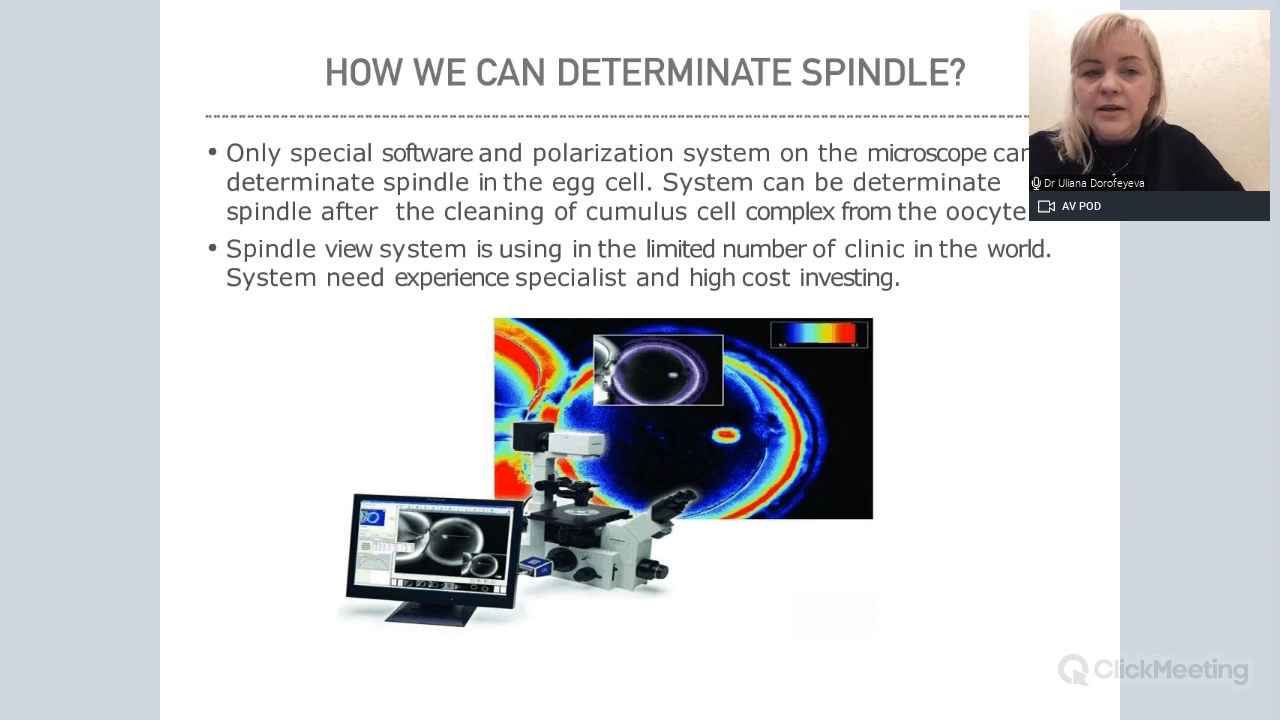 HOW WE CAN DETERMINATE SPINDLE?
• Only special software and polarization system on the microscope can
determinate spindle in the egg cell. System can be determinate
spindle after the cleaning of cumulus cell complex from the oocyte
• Spindle view system is using in the limited number of clinic in the world.
System need experience specialist and high cost investing.
Dr Uliana Dorofeyeva
AV POD
ClickMeeting